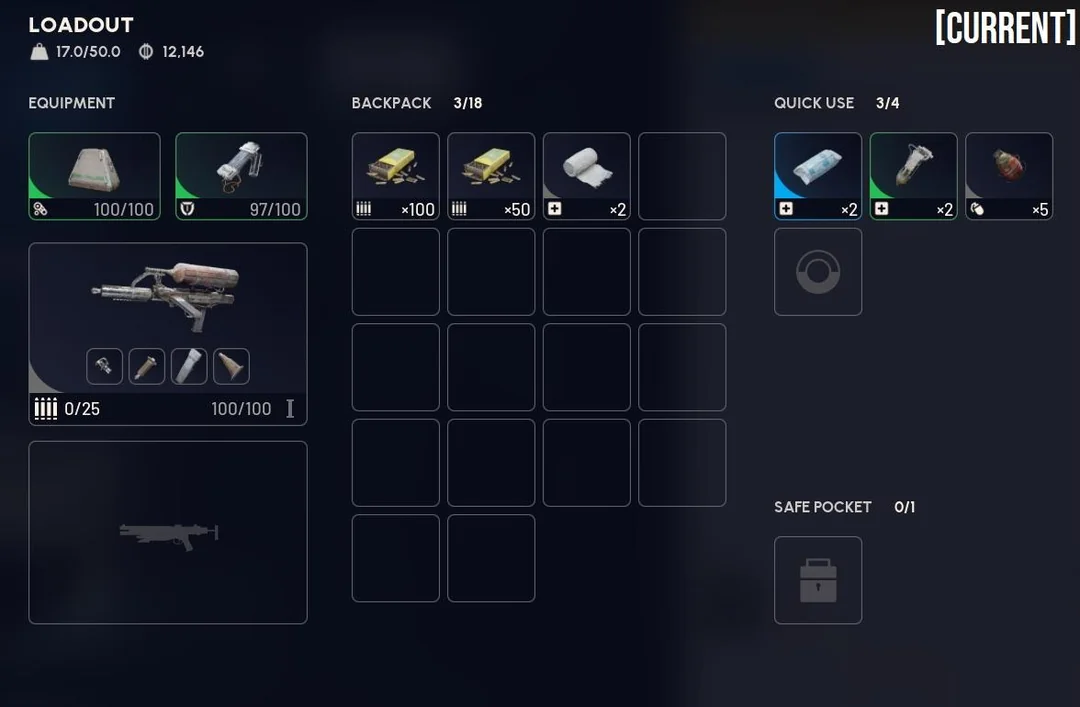 LOADOUT
17.0/50.0 12,146
[CURRENT]
EQUIPMENT
100/100
97/100
0/25 100/100
BACKPACK 3/18
×100
×50
×2
QUICK USE 3/4
×2
×2
×5
SAFE POCKET 0/1